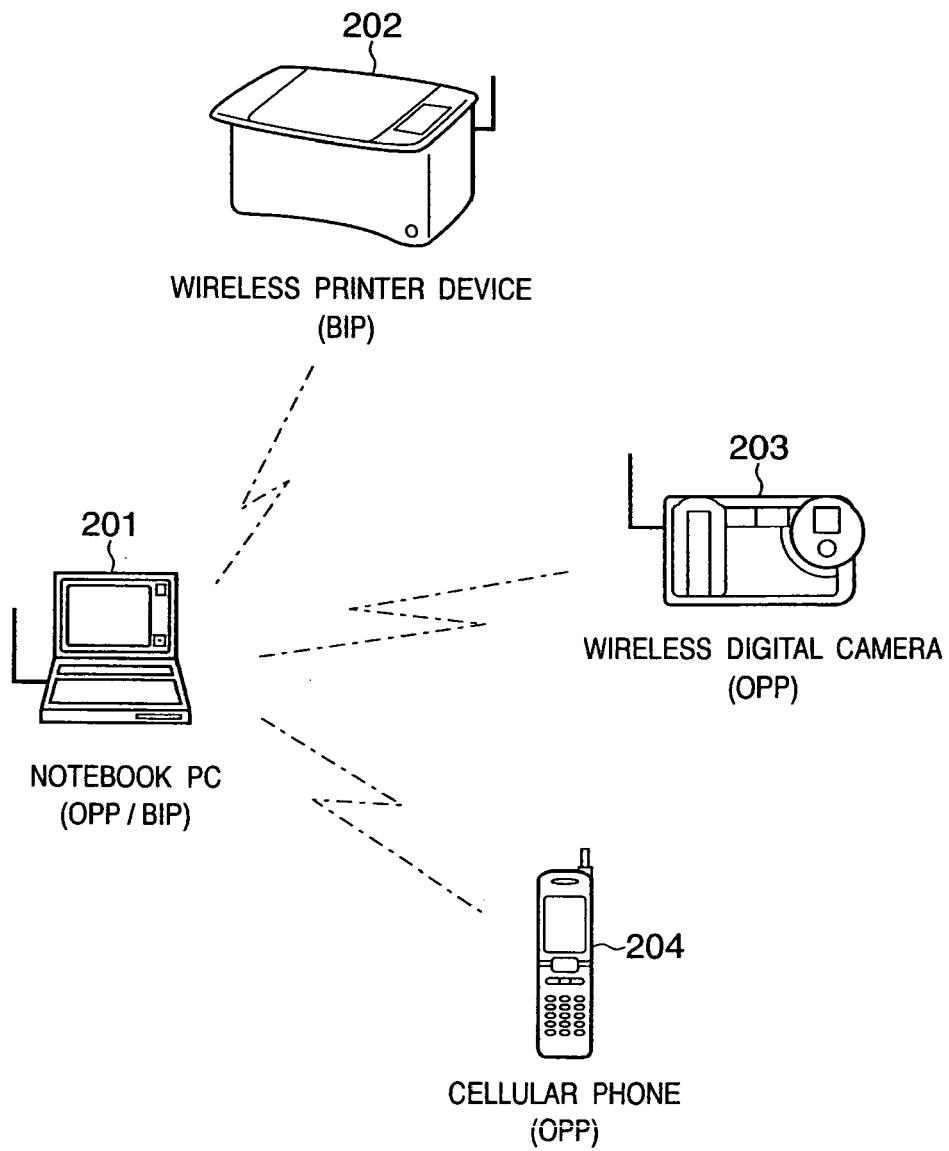 202
WIRELESS PRINTER DEVICE
(BIP)
203
WIRELESS DIGITAL CAMERA
(OPP)
201
NOTEBOOK PC
(OPP / BIP)
204
CELLULAR PHONE
(OPP)